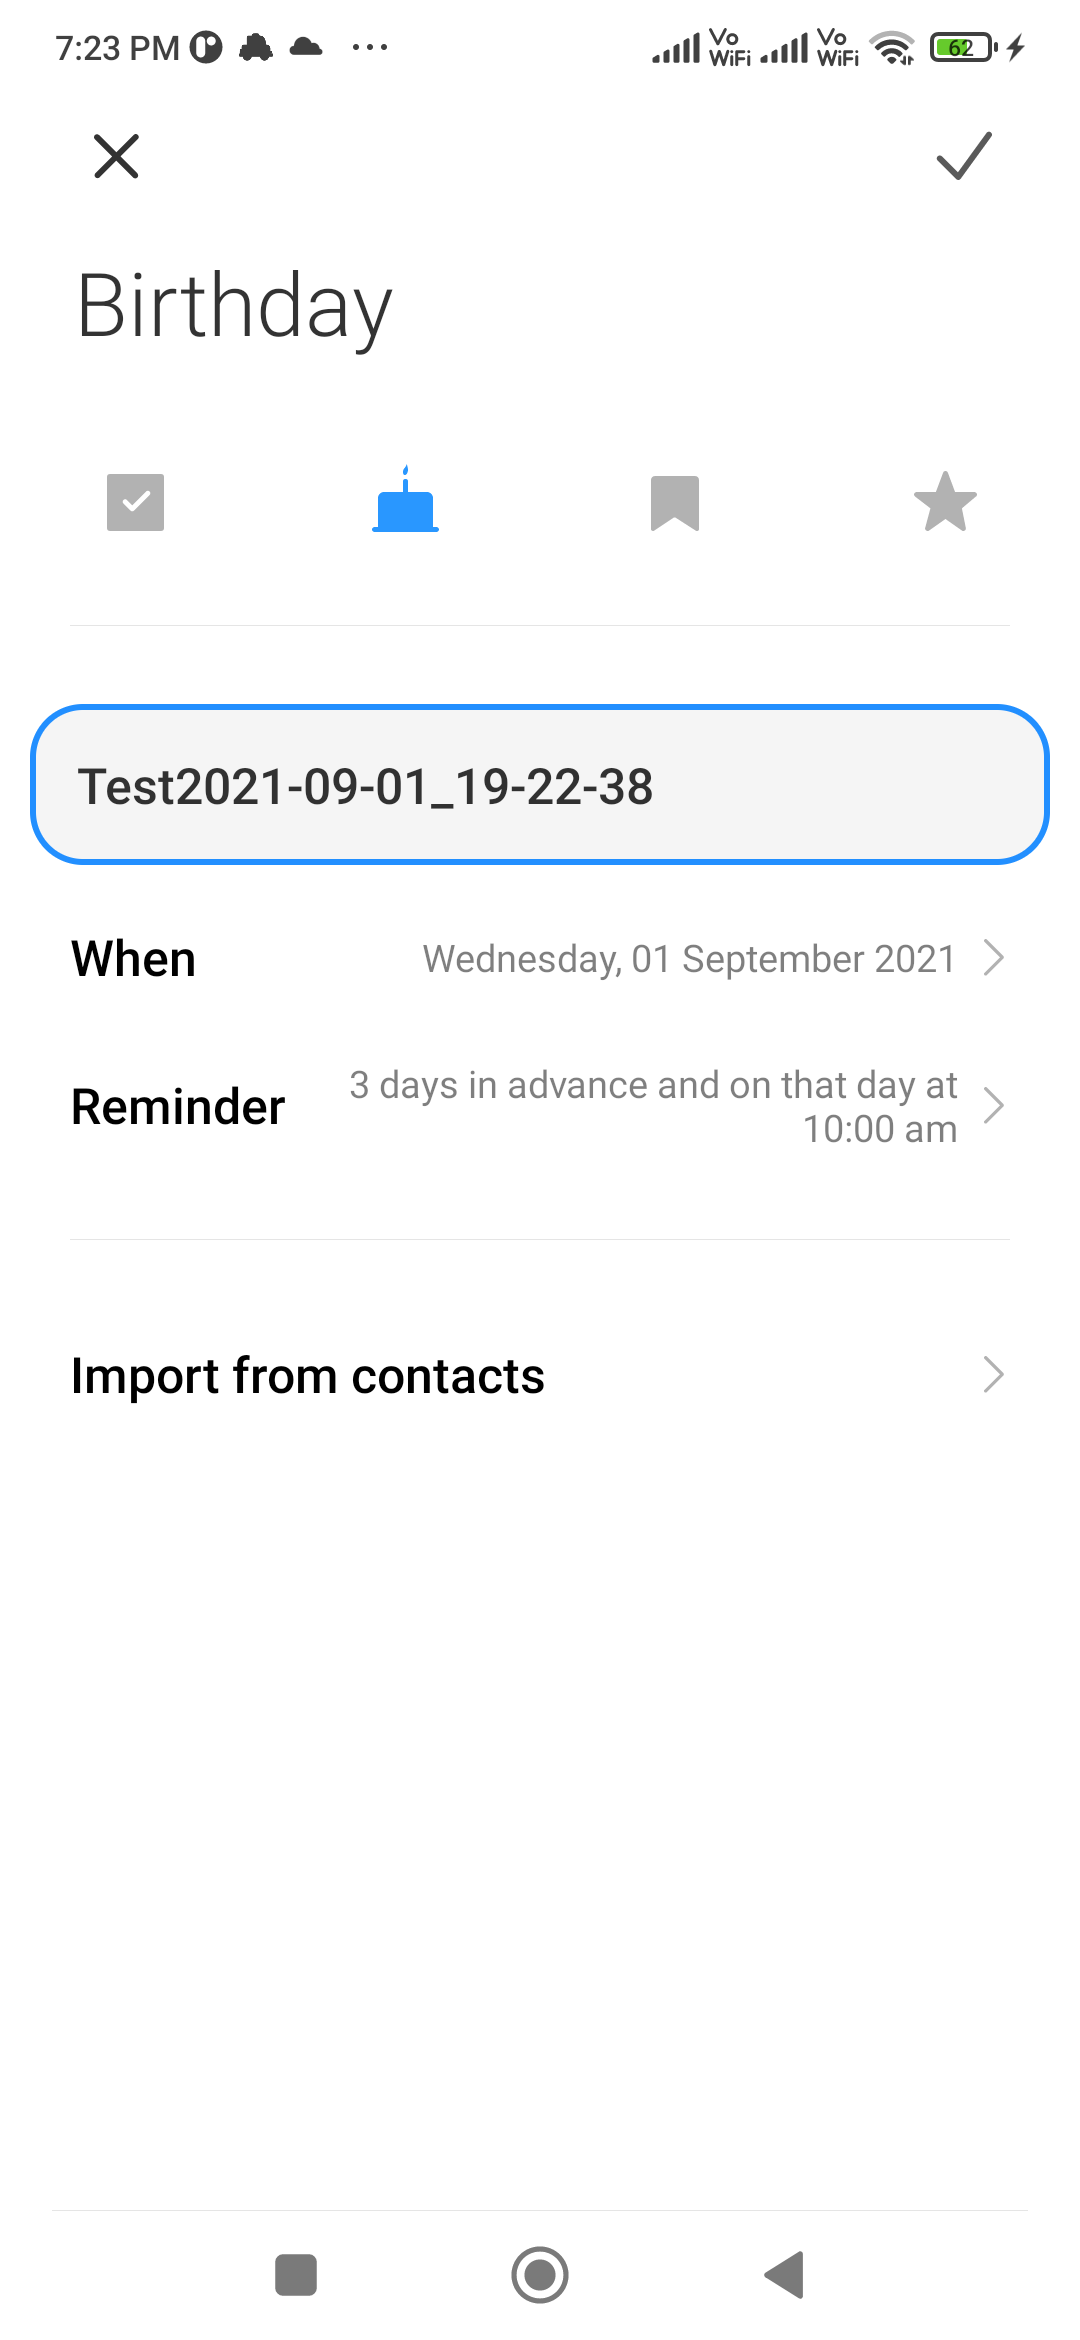 7:23 PM
Vo WiFi Vo WiFi 62
Birthday
Test2021-09-01_19-22-38
When Wednesday, 01 September 2021
Reminder 3 days in advance and on that day at
10:00 am
Import from contacts